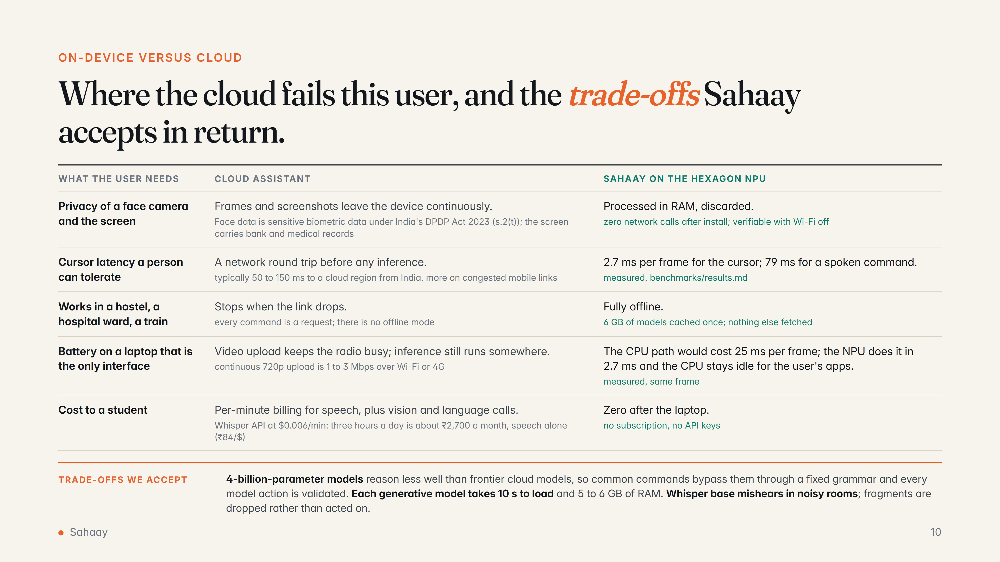 ON-DEVICE VERSUS CLOUD
Where the cloud fails this user, and the trade-offs Sahaay
accepts in return.
WHAT THE USER NEEDS
CLOUD ASSISTANT
SAHAAY ON THE HEXAGON NPU
Privacy of a face camera
and the screen
Frames and screenshots leave the device continuously.
Face data is sensitive biometric data under India's DPDP Act 2023 (s.2(t)); the screen
carries bank and medical records
Processed in RAM, discarded.
zero network calls after install; verifiable with Wi-Fi off
Cursor latency a person
can tolerate
A network round trip before any inference.
typically 50 to 150 ms to a cloud region from India, more on congested mobile links
2.7 ms per frame for the cursor; 79 ms for a spoken command.
measured, benchmarks/results.md
Works in a hostel, a
hospital ward, a train
Stops when the link drops.
every command is a request; there is no offline mode
Fully offline.
6 GB of models cached once; nothing else fetched
Battery on a laptop that is
the only interface
Video upload keeps the radio busy; inference still runs somewhere.
continuous 720p upload is 1 to 3 Mbps over Wi-Fi or 4G
The CPU path would cost 25 ms per frame; the NPU does it in
2.7 ms and the CPU stays idle for the user's apps.
measured, same frame
Cost to a student
Per-minute billing for speech, plus vision and language calls.
Whisper API at $0.006/min: three hours a day is about ₹2,700 a month, speech alone
(₹84/$)
Zero after the laptop.
no subscription, no API keys
TRADE-OFFS WE ACCEPT
4-billion-parameter models reason less well than frontier cloud models, so common commands bypass them through a fixed grammar and every
model action is validated. Each generative model takes 10 s to load and 5 to 6 GB of RAM. Whisper base mishears in noisy rooms; fragments are
dropped rather than acted on.
Sahaay
10